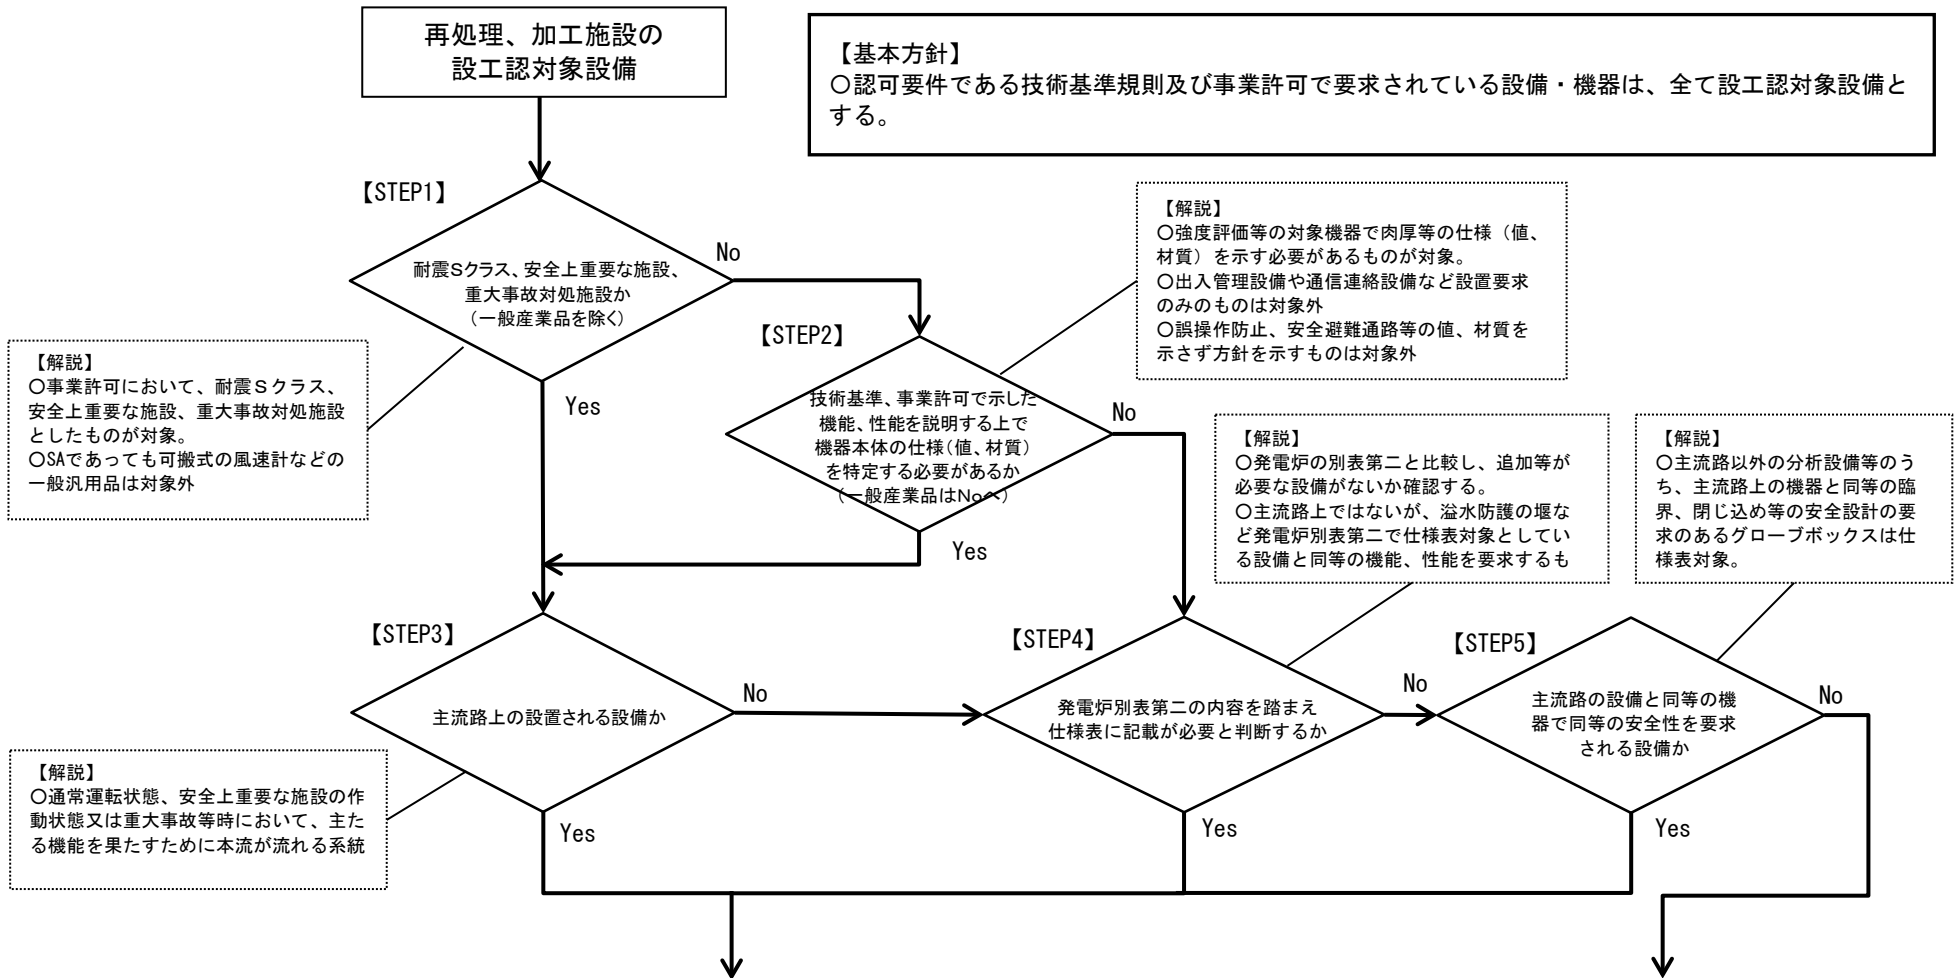 再処理、加工施設の
設工認対象設備
【基本方針】
○認可要件である技術基準規則及び事業許可で要求されている設備・機器は、全て設工認対象設備と
する。
【STEP1】
耐震Sクラス、安全上重要な施設、
重大事故対処施設か
（一般産業品を除く）
No
Yes
【解説】
○事業許可において、耐震Ｓクラス、
安全上重要な施設、重大事故対処施設
としたものが対象。
○SAであっても可搬式の風速計などの
一般汎用品は対象外
【STEP2】
技術基準、事業許可で示した
機能、性能を説明する上で
機器本体の仕様（値、材質）
を特定する必要があるか
（一般産業品はNoへ）
No
Yes
【解説】
○強度評価等の対象機器で肉厚等の仕様（値、
材質）を示す必要があるものが対象。
○出入管理設備や通信連絡設備など設置要求
のみのものは対象外
○誤操作防止、安全避難通路等の値、材質を
示さず方針を示すものは対象外
【STEP3】
主流路上の設置される設備か
No
Yes
【解説】
○通常運転状態、安全上重要な施設の作
動状態又は重大事故等時において、主た
る機能を果たすために本流が流れる系統
【STEP4】
発電炉別表第二の内容を踏まえ
仕様表に記載が必要と判断するか
No
Yes
【解説】
○発電炉の別表第二と比較し、追加等が
必要な設備がないか確認する。
○主流路上ではないが、溢水防護の堰な
ど発電炉別表第二で仕様表対象としてい
る設備と同等の機能、性能を要求するも
【STEP5】
主流路の設備と同等の機
器で同等の安全性を要求
される設備か
No
Yes
【解説】
○主流路以外の分析設備等のう
ち、主流路上の機器と同等の臨
界、閉じ込め等の安全設計の要
求のあるグローブボックスは仕
様表対象。